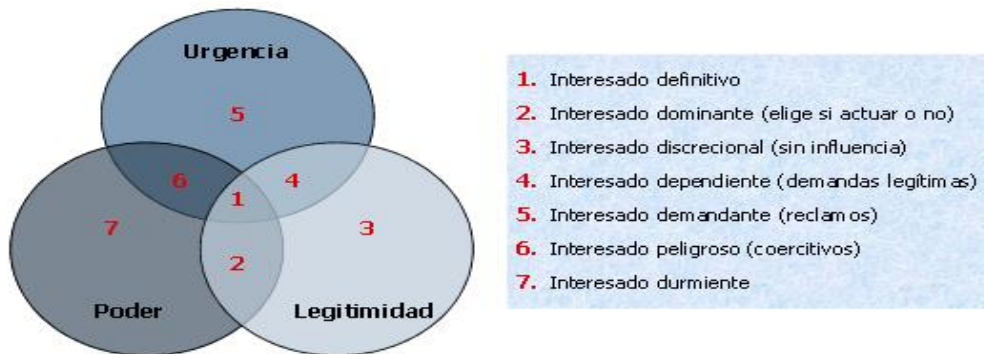 Urgencia
5
6
1
4
7
2
3
Poder
Legitimidad
1. Interesado definitivo
2. Interesado dominante (elige si actuar o no)
3. Interesado discrecional (sin influencia)
4. Interesado dependiente (demandas legítimas)
5. Interesado demandante (reclamos)
6. Interesado peligroso (coercitivos)
7. Interesado durmiente